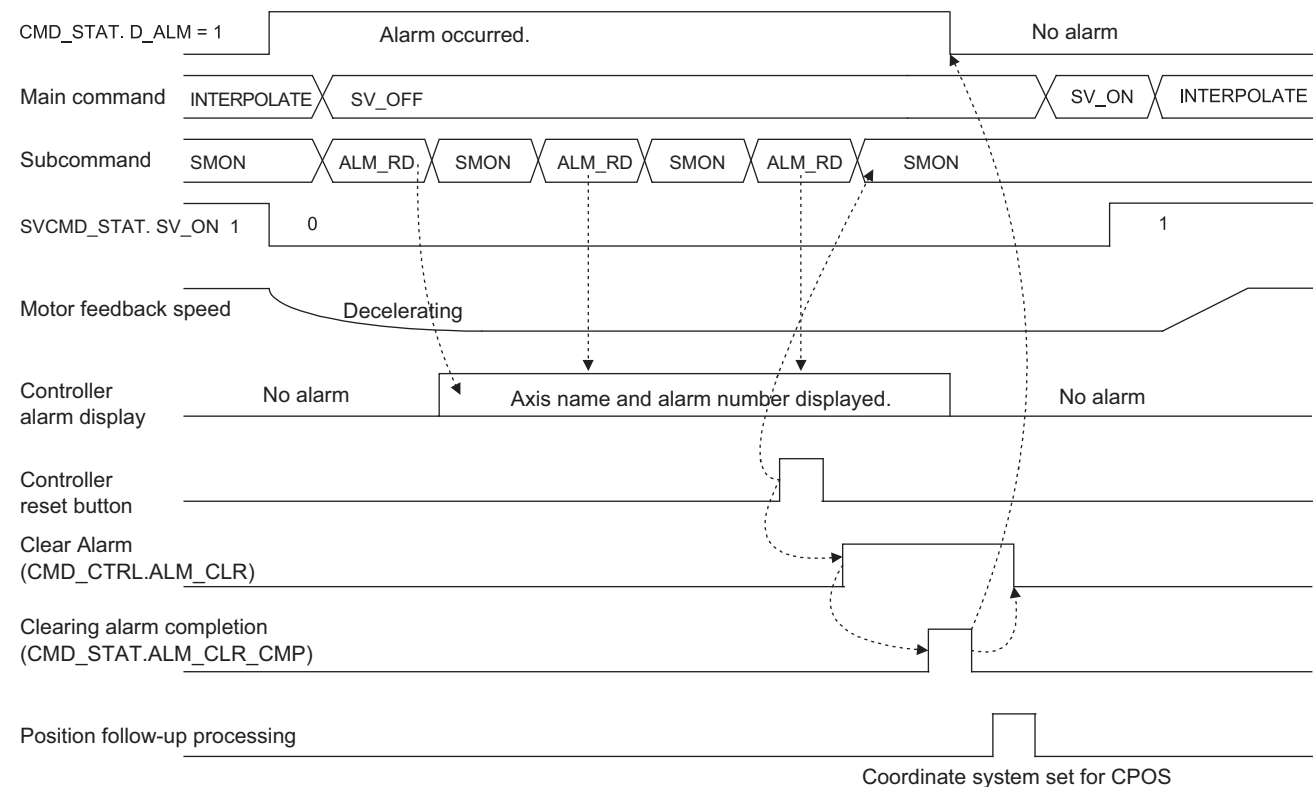 CMD_STAT. D_ALM = 1 Alarm occurred. No alarm
Main command INTERPOLATE SV_OFF SV_ON INTERPOLATE
Subcommand SMON ALM_RD SMON ALM_RD SMON ALM_RD SMON
SVCMD_STAT. SV_ON 1 0 1
Motor feedback speed Decelerating
Controller
alarm display
No alarm Axis name and alarm number displayed. No alarm
Controller
reset button
Clear Alarm
(CMD_CTRL.ALM_CLR)
Clearing alarm completion
(CMD_STAT.ALM_CLR_CMP)
Position follow-up processing
Coordinate system set for CPOS